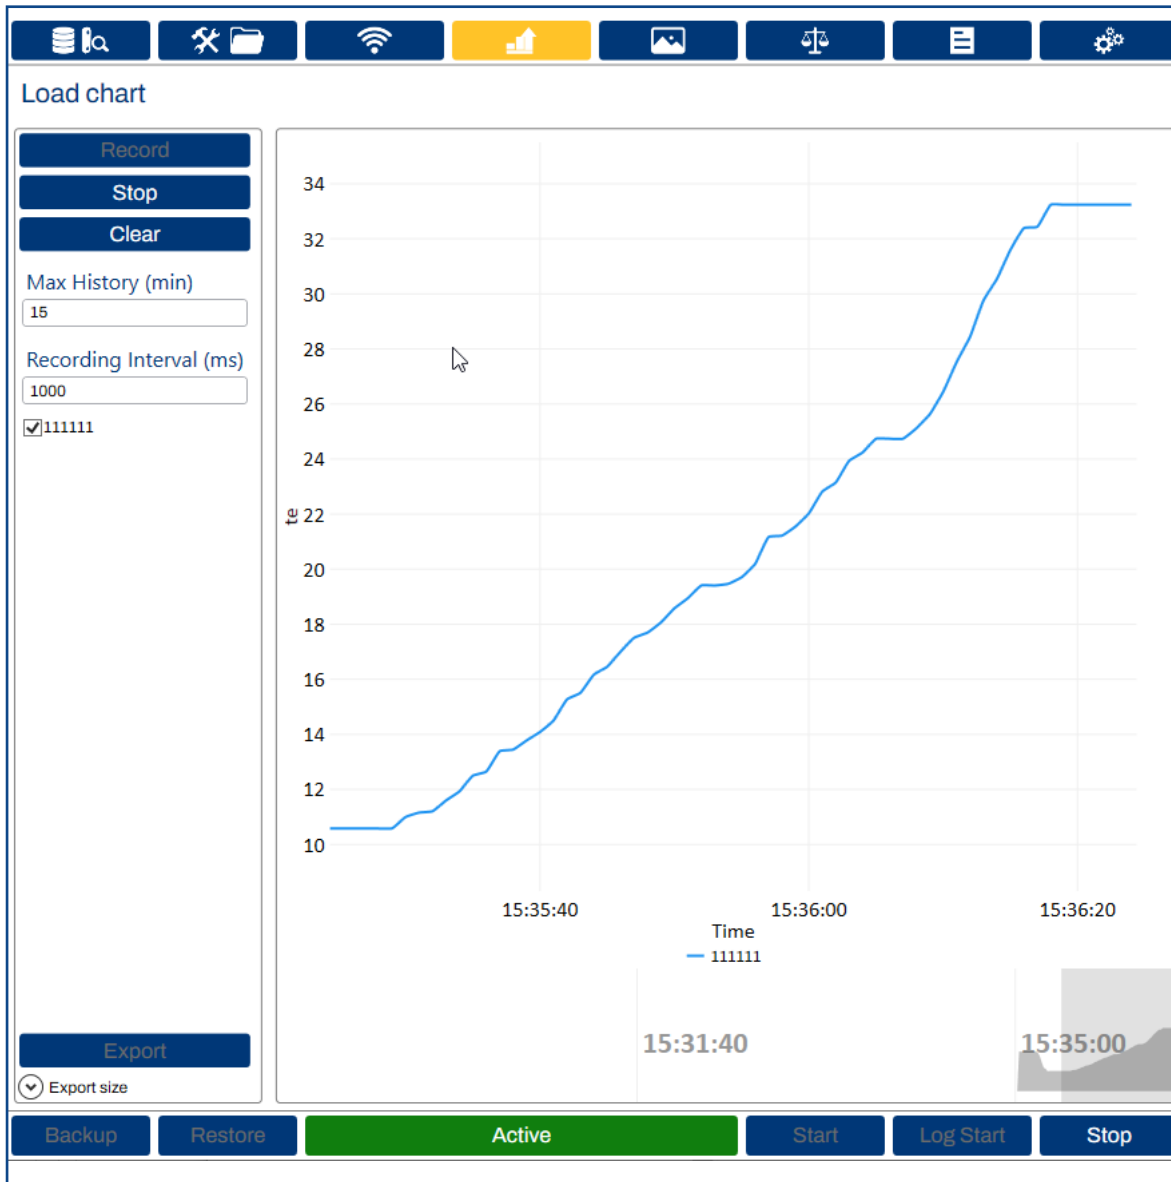 Load chart
Record
Stop
Clear
Max History (min)
15
Recording Interval (ms)
1000
111111
Export
Export size
34
32
30
28
26
24
te 22
20
18
16
14
12
10
15:35:40 15:36:00 15:36:20
Time
111111
15:31:40 15:35:00
Backup Restore Active Start Log Start Stop